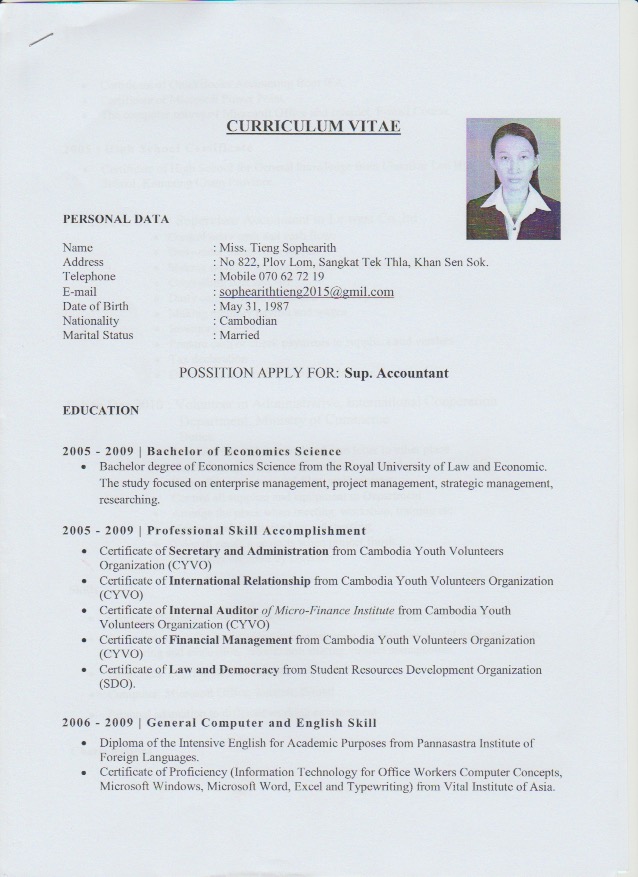 CURRICULUM VITAE
PERSONAL DATA
Name : Miss. Tieng Sophearith
Address : No 822, Plov Lom, Sangkat Tek Thla, Khan Sen Sok.
Telephone : Mobile 070 62 72 19
E-mail : sophearithtieng2015@gmil.com
Date of Birth : May 31, 1987
Nationality : Cambodian
Marital Status : Married
POSSITION APPLY FOR: Sup. Accountant
EDUCATION
2005 - 2009 | Bachelor of Economics Science
• Bachelor degree of Economics Science from the Royal University of Law and Economic.
The study focused on enterprise management, project management, strategic management,
researching.
2005 - 2009 | Professional Skill Accomplishment
• Certificate of Secretary and Administration from Cambodia Youth Volunteers
Organization (CYVO)
• Certificate of International Relationship from Cambodia Youth Volunteers Organization
(CYVO)
• Certificate of Internal Auditor of Micro-Finance Institute from Cambodia Youth
Volunteers Organization (CYVO)
• Certificate of Financial Management from Cambodia Youth Volunteers Organization
(CYVO)
• Certificate of Law and Democracy from Student Resources Development Organization
(SDO).
2006 - 2009 | General Computer and English Skill
• Diploma of the Intensive English for Academic Purposes from Pannasastra Institute of
Foreign Languages.
• Certificate of Proficiency (Information Technology for Office Workers Computer Concepts,
Microsoft Windows, Microsoft Word, Excel and Typewriting) from Vital Institute of Asia.